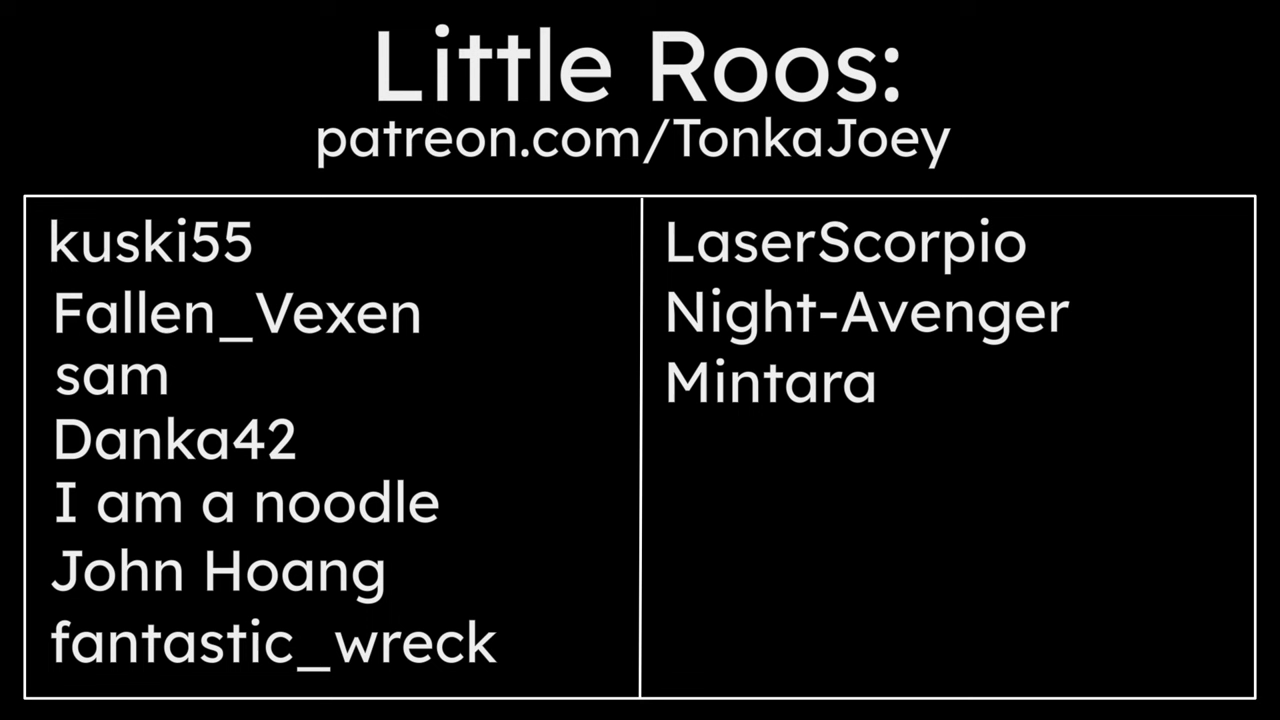 Little Roos:
patreon.com/TonkaJoey
kuski55
Fallen_Vexen
sam
Danka42
I am a noodle
John Hoang
fantastic_wreck
LaserScorpio
Night-Avenger
Mintara